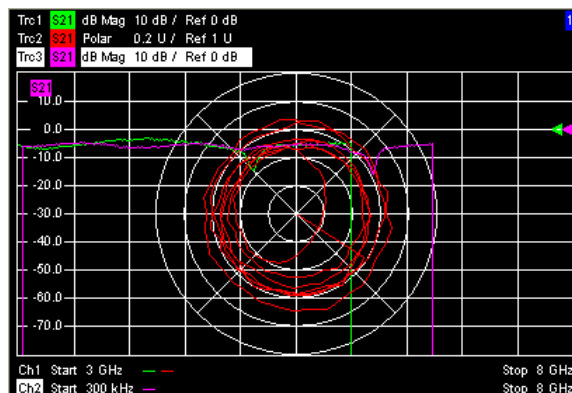 Trc1 S21 dB Mag 10 dB / Ref 0 dB 1
Trc2 S21 Polar 0.2 U / Ref 1 U
Trc3 S21 dB Mag 10 dB / Ref 0 dB
S21
10.0
0.0
-10.0
-20.0
-30.0
-40.0
-50.0
-60.0
-70.0
Ch1 Start 3 GHz Stop 8 GHz
Ch2 Start 300 kHz Stop 8 GHz